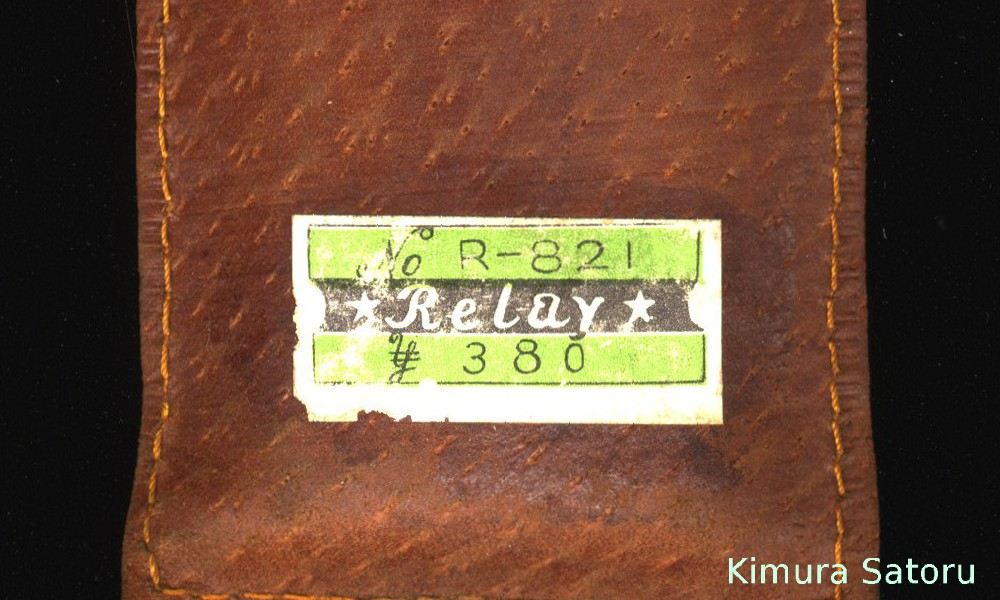 No R-821
Relay
¥ 380
Kimura Satoru